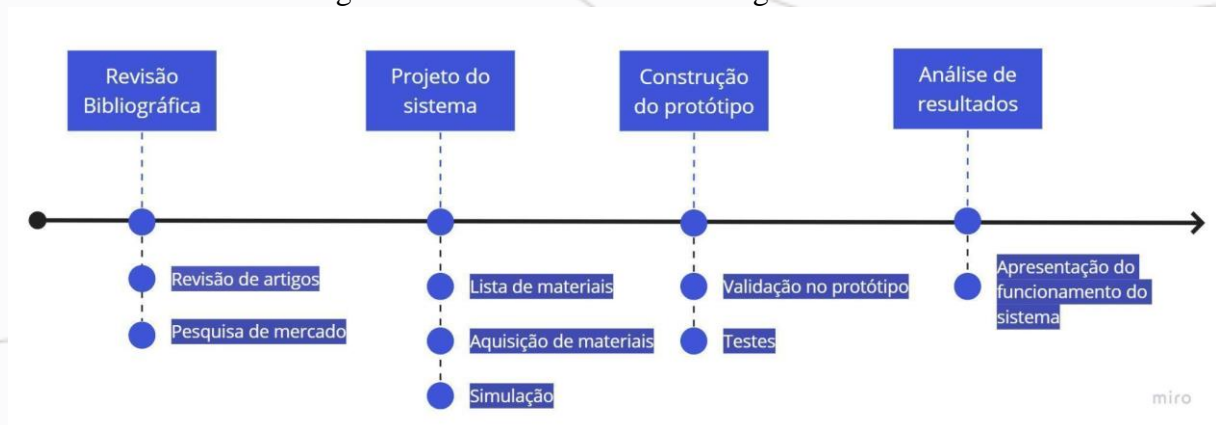 Revisão
Bibliográfica
Projeto do
sistema
Construção
do protótipo
Análise de
resultados
Revisão de artigos
Pesquisa de mercado
Lista de materiais
Aquisição de materiais
Simulação
Validação no protótipo
Testes
Apresentação do
funcionamento do
sistema
miro